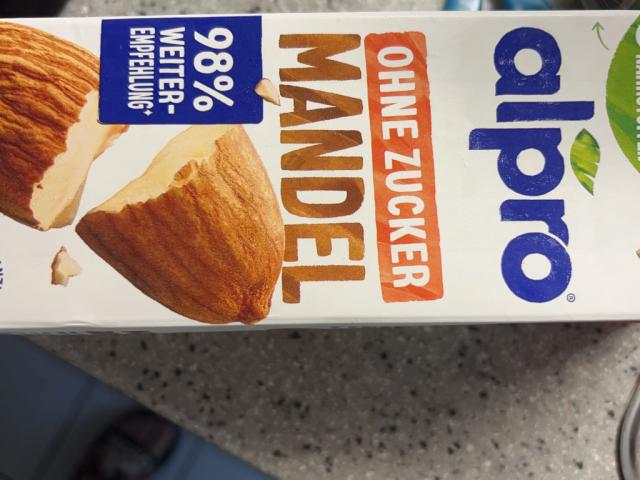 alpro®
OHNE ZUCKER
MANDEL
98%
WEITER-
EMPFEHLUNG+